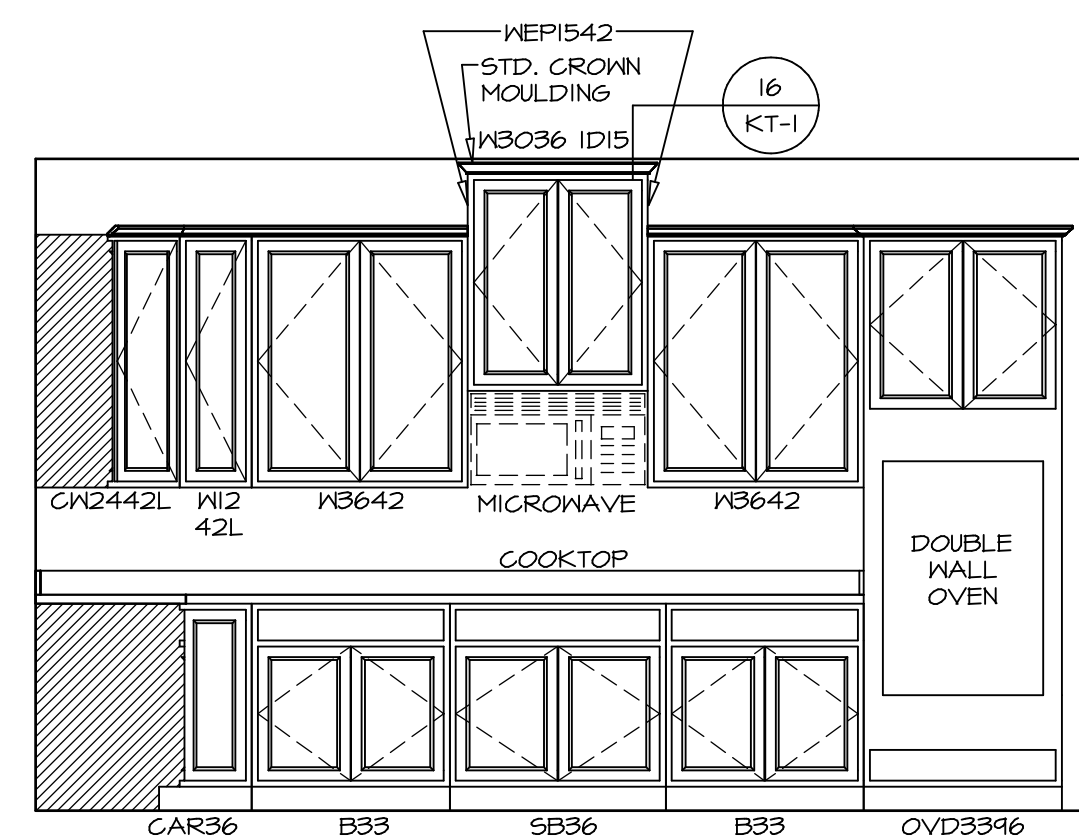 WEP1542
STD. CROWN
MOULDING
16
KT-1
W3036 1D15
CW2442L
W12
42L
W3642
MICROWAVE
W3642
COOKTOP
DOUBLE
WALL
OVEN
CAR36
B33
SB36
B33
OVD3396